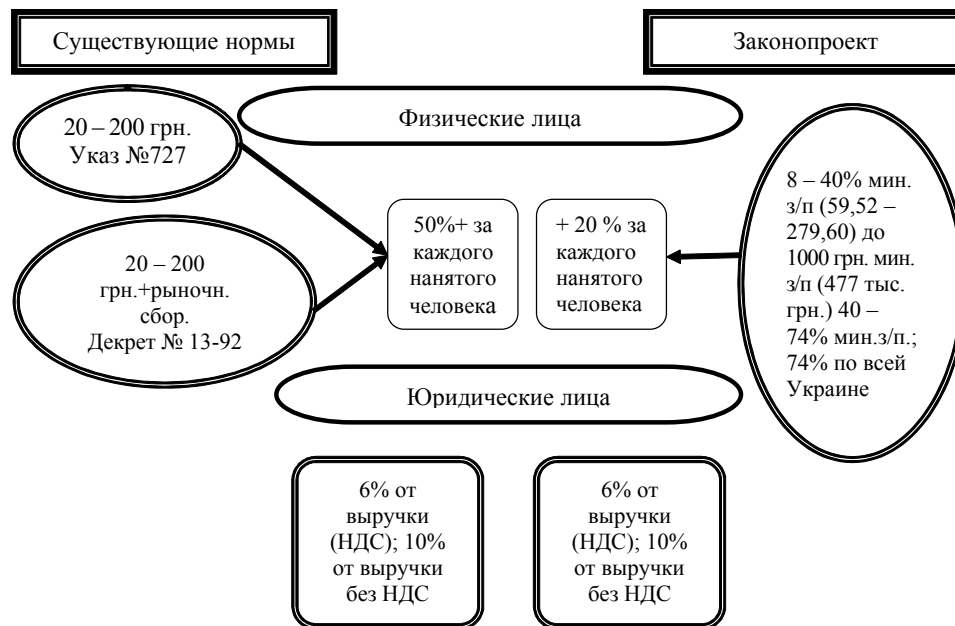 Существующие нормы
Законопроект
Физические лица
20 – 200 грн.
Указ №727
20 – 200
грн.+рыночн.
сбор.
Декрет № 13-92
50%+ за
каждого
нанятого
человека
+ 20 % за
каждого
нанятого
человека
8 – 40% мин.
з/п (59,52 –
279,60) до
1000 грн. мин.
з/п (477 тыс.
грн.) 40 –
74% мин.з/п.;
74% по всей
Украине
Юридические лица
6% от
выручки
(НДС); 10%
от выручки
без НДС
6% от
выручки
(НДС); 10%
от выручки
без НДС